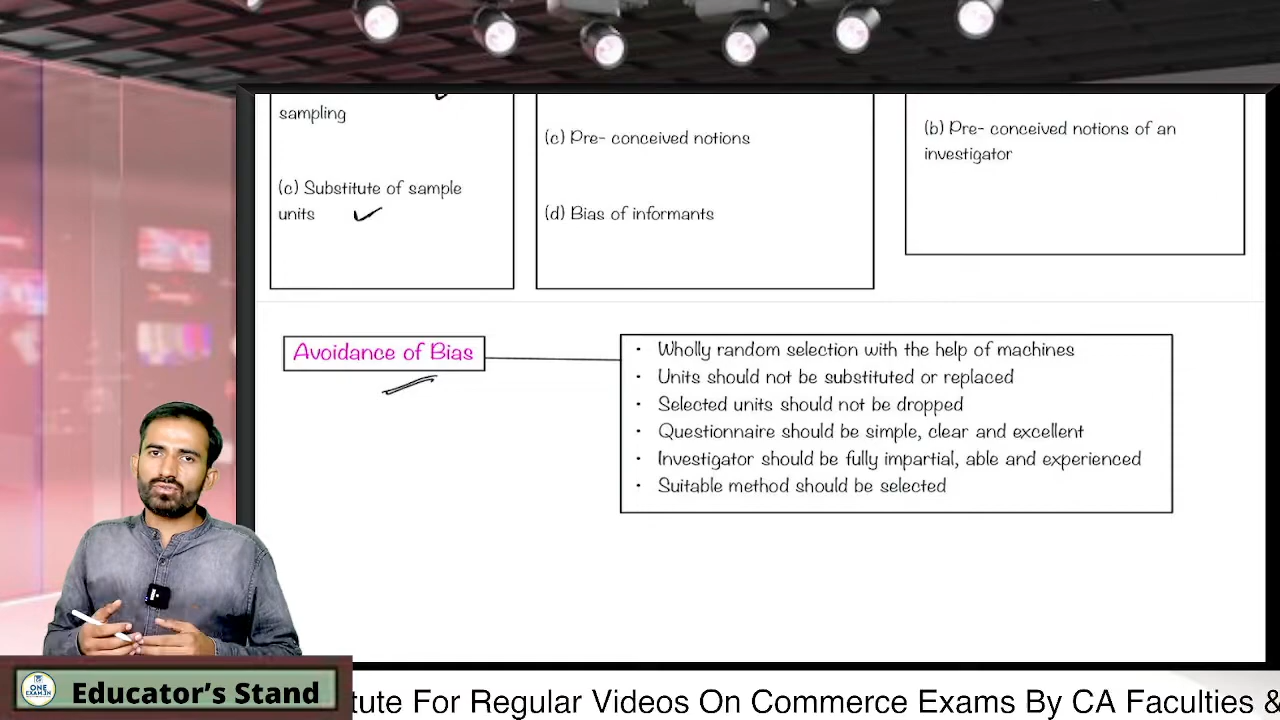 sampling
(c) Substitute of sample
units
(c) Pre- conceived notions
(d) Bias of informants
(b) Pre- conceived notions of an
investigator
Avoidance of Bias
• Wholly random selection with the help of machines
• Units should not be substituted or replaced
• Selected units should not be dropped
• Questionnaire should be simple, clear and excellent
• Investigator should be fully impartial, able and experienced
• Suitable method should be selected
ONE
EXAM.IN
Educator's Stand
tute For Regular Videos On Commerce Exams By CA Faculties &